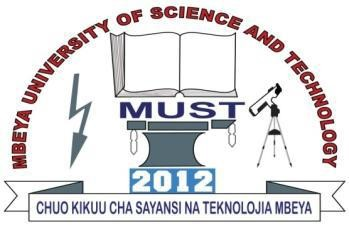 MBEYA UNIVERSITY OF SCIENCE AND TECHNOLOGY
MUST
2012
CHUO KIKUU CHA SAYANSI NA TEKNOLOJIA MBEYA